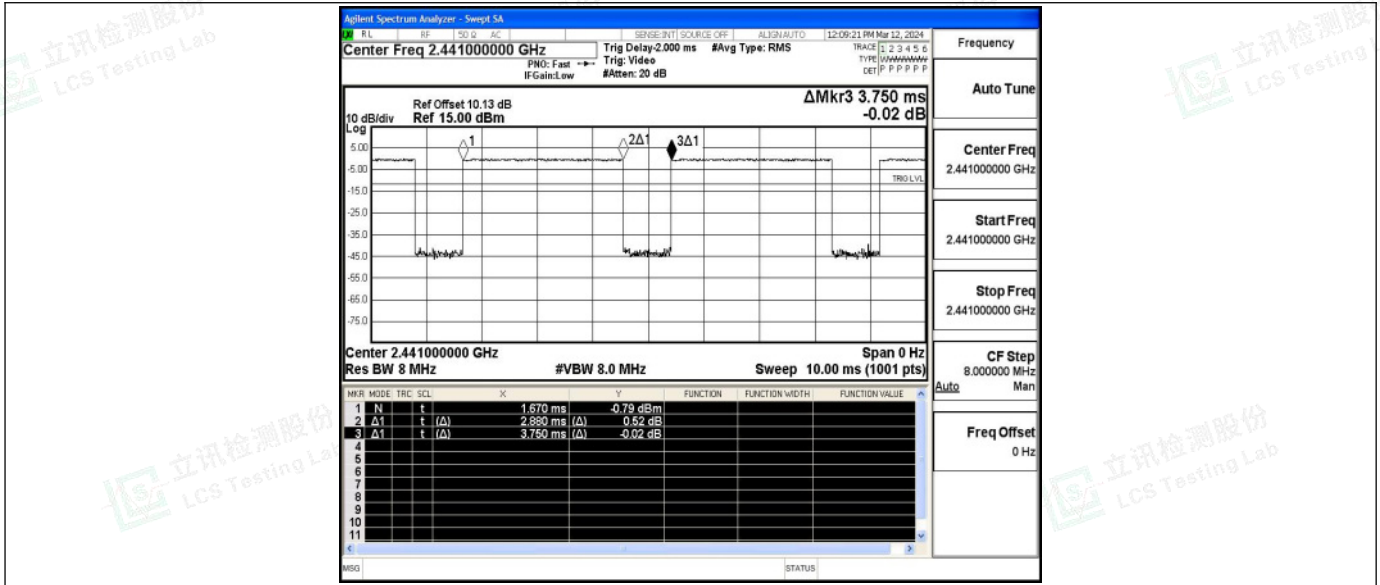 Agilent Spectrum Analyzer - Swept SA
RL RF 50 Ω AC SENSE:INT SOURCE OFF ALIGNAUTO 12:09:21 PM Mar 12, 2024
Center Freq 2.441000000 GHz
PNO: Fast
IFGain:Low
Trig Delay-2.000 ms #Avg Type: RMS
Trig: Video
#Atten: 20 dB
TRACE 1 2 3 4 5 6
TYPE
DET P P P P P P
Frequency
Auto Tune
Center Freq
2.441000000 GHz
Start Freq
2.441000000 GHz
Stop Freq
2.441000000 GHz
CF Step
8.000000 MHz
Auto Man
Freq Offset
0 Hz
ΔMkr3 3.750 ms
-0.02 dB
Ref Offset 10.13 dB
10 dB/div Ref 15.00 dBm
Log
1 2Δ1 3Δ1
5.00
-5.00
TRIG LVL
-15.0
-25.0
-35.0
-45.0
-55.0
-65.0
-75.0
Center 2.441000000 GHz Span 0 Hz
Res BW 8 MHz #VBW 8.0 MHz Sweep 10.00 ms (1001 pts)
MKR MODE TRC SCL X Y FUNCTION FUNCTION WIDTH FUNCTION VALUE
1 N t 1.670 ms -0.79 dBm
2 Δ1 t (Δ) 2.880 ms (Δ) 0.52 dB
3 Δ1 t (Δ) 3.750 ms (Δ) -0.02 dB
4
5
6
7
8
9
10
11
MSG STATUS
立讯检测股份
LCS Testing Lab
立讯检测股份
LCS Testing
立讯检测股份
LCS Testing Lab
立讯检测股份
LCS Testing Lab